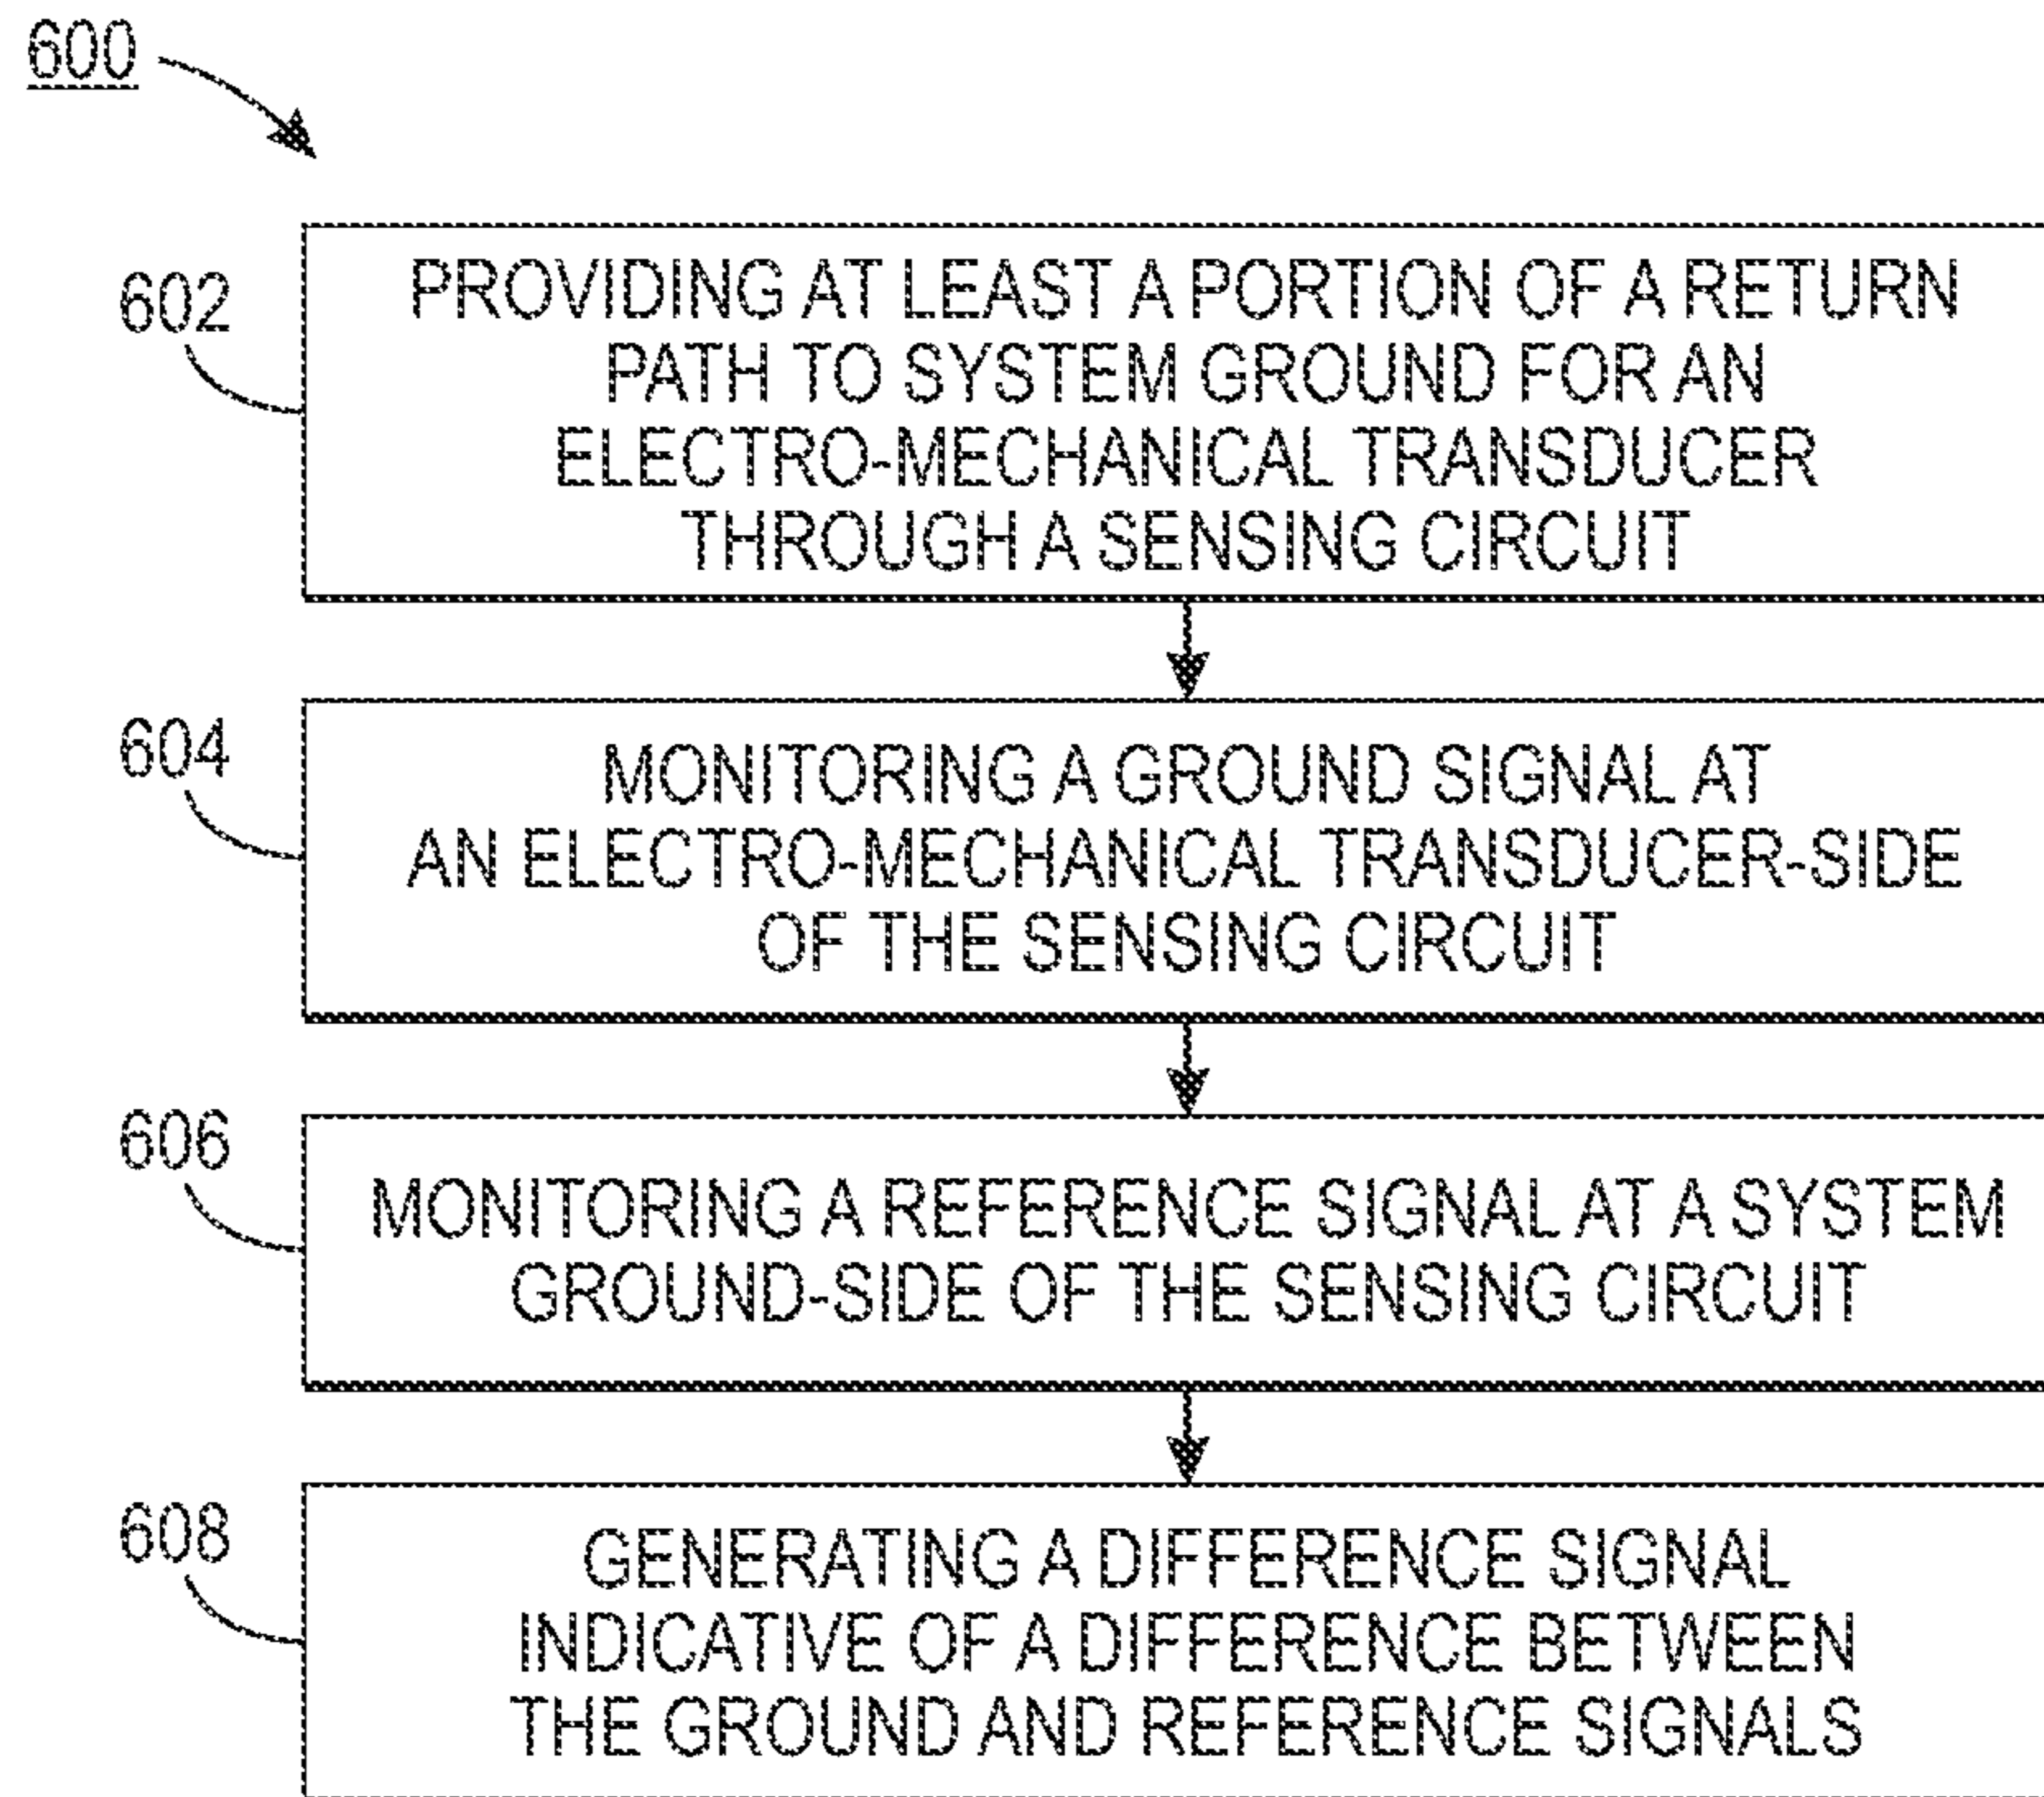 600
602
PROVIDING AT LEAST A PORTION OF A RETURN
PATH TO SYSTEM GROUND FOR AN
ELECTRO-MECHANICAL TRANSDUCER
THROUGH A SENSING CIRCUIT
604
MONITORING A GROUND SIGNAL AT
AN ELECTRO-MECHANICAL TRANSDUCER-SIDE
OF THE SENSING CIRCUIT
606
MONITORING A REFERENCE SIGNAL AT A SYSTEM
GROUND-SIDE OF THE SENSING CIRCUIT
608
GENERATING A DIFFERENCE SIGNAL
INDICATIVE OF A DIFFERENCE BETWEEN
THE GROUND AND REFERENCE SIGNALS